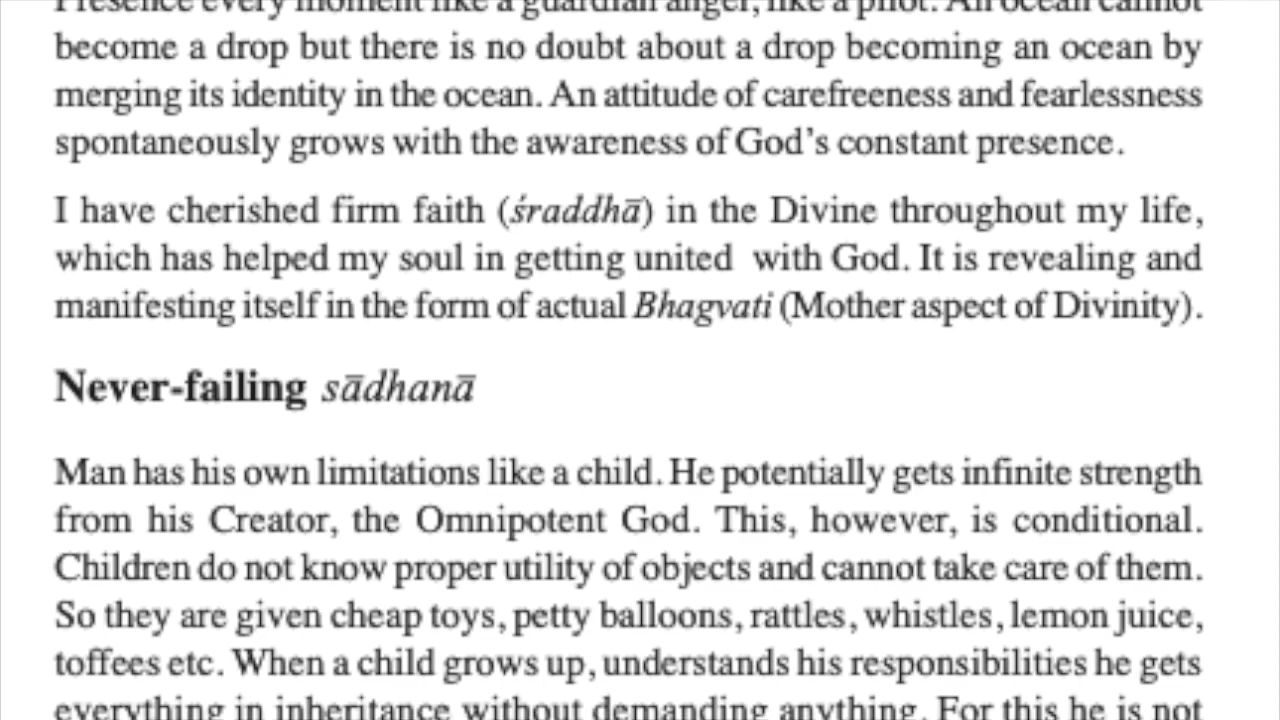 Presence every moment like a guardian angel, like a pilot. An ocean cannot
become a drop but there is no doubt about a drop becoming an ocean by
merging its identity in the ocean. An attitude of carefreeness and fearlessness
spontaneously grows with the awareness of God's constant presence.
I have cherished firm faith (śraddhā) in the Divine throughout my life,
which has helped my soul in getting united with God. It is revealing and
manifesting itself in the form of actual Bhagvati (Mother aspect of Divinity).
Never-failing sādhanā
Man has his own limitations like a child. He potentially gets infinite strength
from his Creator, the Omnipotent God. This, however, is conditional.
Children do not know proper utility of objects and cannot take care of them.
So they are given cheap toys, petty balloons, rattles, whistles, lemon juice,
toffees etc. When a child grows up, understands his responsibilities he gets
everything in inheritance without demanding anything. For this he is not